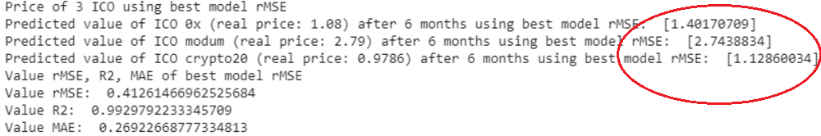 Price of 3 ICO using best model rMSE
Predicted value of ICO 0x (real price: 1.08) after 6 months using best model rMSE:  [1.40170709]
Predicted value of ICO modum (real price: 2.79) after 6 months using best model rMSE:  [2.7438834]
Predicted value of ICO crypto20 (real price: 0.9786) after 6 months using best model rMSE:  [1.12860034]
Value rMSE, R2, MAE of best model rMSE
Value rMSE:  0.41261466962525684
Value R2:  0.9929792233345709
Value MAE:  0.26922668777334813